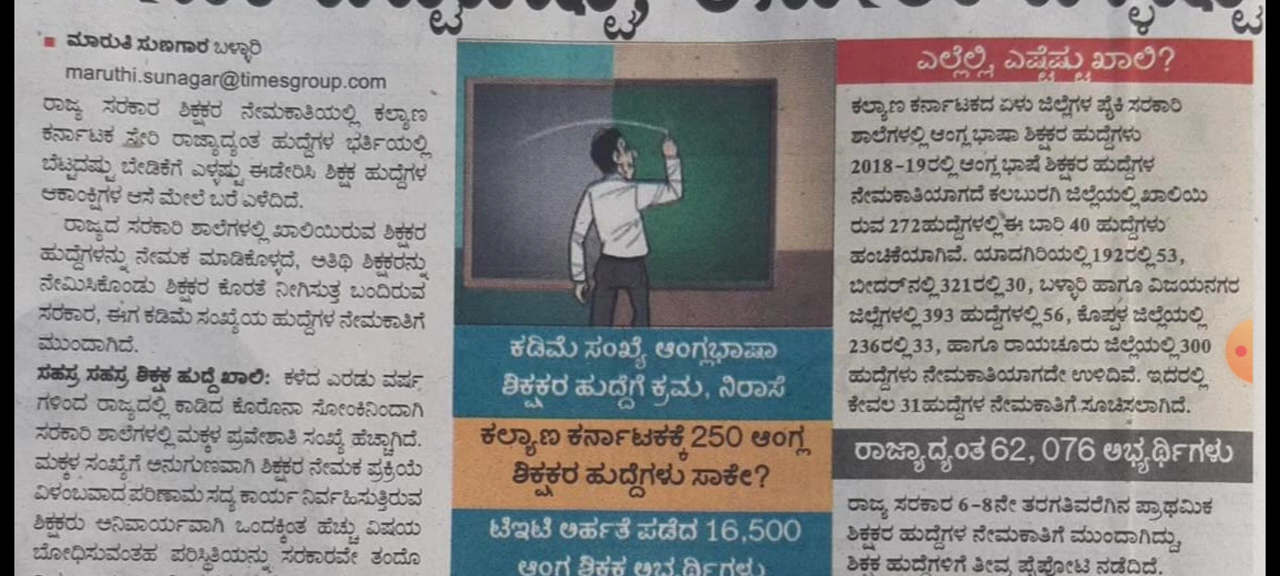 ಮಾರುತಿ ಸುಣಗಾರ ಬಳ್ಳಾರಿ
maruthi.sunagar@timesgroup.com
ರಾಜ್ಯ ಸರಕಾರ ಶಿಕ್ಷಕರ ನೇಮಕಾತಿಯಲ್ಲಿ ಕಲ್ಯಾಣ
ಕರ್ನಾಟಕ ಸೇರಿ ರಾಜ್ಯಾದ್ಯಂತ ಹುದ್ದೆಗಳ ಭರ್ತಿಯಲ್ಲಿ
ಬೆಟ್ಟದಷ್ಟು ಬೇಡಿಕೆಗೆ ಎಳ್ಳಷ್ಟು ಈಡೇರಿಸಿ ಶಿಕ್ಷಕ ಹುದ್ದೆಗಳ
ಆಕಾಂಕ್ಷಿಗಳ ಆಸೆ ಮೇಲೆ ಬರೆ ಎಳೆದಿದೆ.
ರಾಜ್ಯದ ಸರಕಾರಿ ಶಾಲೆಗಳಲ್ಲಿ ಖಾಲಿಯಿರುವ ಶಿಕ್ಷಕರ
ಹುದ್ದೆಗಳನ್ನು ನೇಮಕ ಮಾಡಿಕೊಳ್ಳದೆ, ಅತಿಥಿ ಶಿಕ್ಷಕರನ್ನು
ನೇಮಿಸಿಕೊಂಡು ಶಿಕ್ಷಕರ ಕೊರತೆ ನೀಗಿಸುತ್ತ ಬಂದಿರುವ
ಸರಕಾರ, ಈಗ ಕಡಿಮೆ ಸಂಖ್ಯೆಯ ಹುದ್ದೆಗಳ ನೇಮಕಾತಿಗೆ
ಮುಂದಾಗಿದೆ.
ಸಹಸ್ರ ಸಹಸ್ರ ಶಿಕ್ಷಕ ಹುದ್ದೆ ಖಾಲಿ: ಕಳೆದ ಎರಡು ವರ್ಷ
ಗಳಿಂದ ರಾಜ್ಯದಲ್ಲಿ ಕಾಡಿದ ಕೊರೊನಾ ಸೋಂಕಿನಿಂದಾಗಿ
ಸರಕಾರಿ ಶಾಲೆಗಳಲ್ಲಿ ಮಕ್ಕಳ ಪ್ರವೇಶಾತಿ ಸಂಖ್ಯೆ ಹೆಚ್ಚಾಗಿದೆ.
ಮಕ್ಕಳ ಸಂಖ್ಯೆಗೆ ಅನುಗುಣವಾಗಿ ಶಿಕ್ಷಕರ ನೇಮಕ ಪ್ರಕ್ರಿಯೆ
ವಿಳಂಬವಾದ ಪರಿಣಾಮ ಸದ್ಯ ಕಾರ್ಯ ನಿರ್ವಹಿಸುತ್ತಿರುವ
ಶಿಕ್ಷಕರು ಅನಿವಾರ್ಯವಾಗಿ ಒಂದಕ್ಕಿಂತ ಹೆಚ್ಚು ವಿಷಯ
ಬೋಧಿಸುವಂತಹ ಪರಿಸ್ಥಿತಿಯನ್ನು ಸರಕಾರವೇ ತಂದೊ
ಕಡಿಮೆ ಸಂಖ್ಯೆ ಆಂಗ್ಲಭಾಷಾ
ಶಿಕ್ಷಕರ ಹುದ್ದೆಗೆ ಕ್ರಮ, ನಿರಾಸೆ
ಕಲ್ಯಾಣ ಕರ್ನಾಟಕಕ್ಕೆ 250 ಆಂಗ್ಲ
ಶಿಕ್ಷಕರ ಹುದ್ದೆಗಳು ಸಾಕೇ?
ಟಿಇಟಿ ಅರ್ಹತೆ ಪಡೆದ 16,500
ಆಂಗ್ಲ ಶಿಕ್ಷಕ ಅಭ್ಯರ್ಥಿಗಳು
ಎಲ್ಲೆಲ್ಲಿ, ಎಷ್ಟೆಷ್ಟು ಖಾಲಿ?
ಕಲ್ಯಾಣ ಕರ್ನಾಟಕದ ಏಳು ಜಿಲ್ಲೆಗಳ ಪೈಕಿ ಸರಕಾರಿ
ಶಾಲೆಗಳಲ್ಲಿ ಆಂಗ್ಲ ಭಾಷಾ ಶಿಕ್ಷಕರ ಹುದ್ದೆಗಳು
2018-19ರಲ್ಲಿ ಆಂಗ್ಲ ಭಾಷೆ ಶಿಕ್ಷಕರ ಹುದ್ದೆಗಳ
ನೇಮಕಾತಿಯಾಗದೆ ಕಲಬುರಗಿ ಜಿಲ್ಲೆಯಲ್ಲಿ ಖಾಲಿಯಿ
ರುವ 272ಹುದ್ದೆಗಳಲ್ಲಿ ಈ ಬಾರಿ 40 ಹುದ್ದೆಗಳು
ಹಂಚಿಕೆಯಾಗಿವೆ. ಯಾದಗಿರಿಯಲ್ಲಿ 192ರಲ್ಲಿ 53,
ಬೀದರ್‌ನಲ್ಲಿ 321ರಲ್ಲಿ 30, ಬಳ್ಳಾರಿ ಹಾಗೂ ವಿಜಯನಗರ
ಜಿಲ್ಲೆಗಳಲ್ಲಿ 393 ಹುದ್ದೆಗಳಲ್ಲಿ 56, ಕೊಪ್ಪಳ ಜಿಲ್ಲೆಯಲ್ಲಿ
236ರಲ್ಲಿ 33, ಹಾಗೂ ರಾಯಚೂರು ಜಿಲ್ಲೆಯಲ್ಲಿ 300
ಹುದ್ದೆಗಳು ನೇಮಕಾತಿಯಾಗದೇ ಉಳಿದಿವೆ. ಇದರಲ್ಲಿ
ಕೇವಲ 31ಹುದ್ದೆಗಳ ನೇಮಕಾತಿಗೆ ಸೂಚಿಸಲಾಗಿದೆ.
ರಾಜ್ಯಾದ್ಯಂತ 62, 076 ಅಭ್ಯರ್ಥಿಗಳು
ರಾಜ್ಯ ಸರಕಾರ 6-8ನೇ ತರಗತಿವರೆಗಿನ ಪ್ರಾಥಮಿಕ
ಶಿಕ್ಷಕರ ಹುದ್ದೆಗಳ ನೇಮಕಾತಿಗೆ ಮುಂದಾಗಿದ್ದು,
ಶಿಕ್ಷಕ ಹುದ್ದೆಗಳಿಗೆ ತೀವ್ರ ಪೈಪೋಟಿ ನಡೆದಿದೆ.